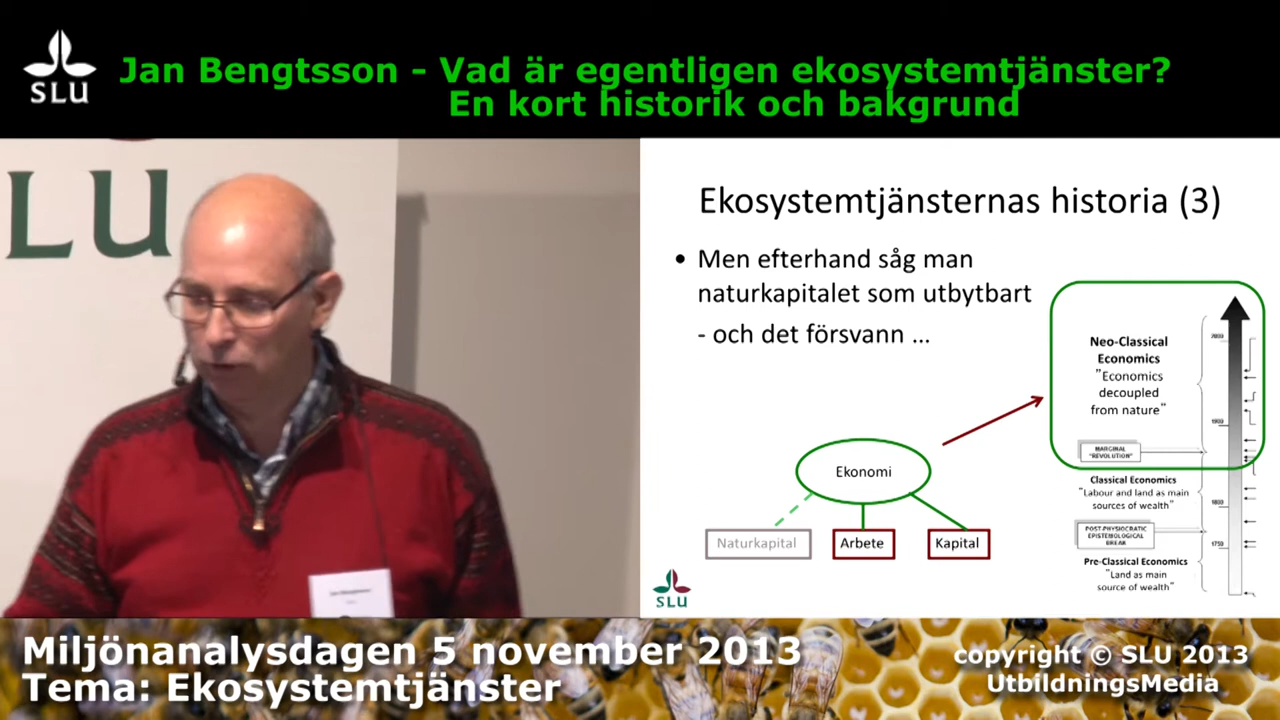 SLU
Jan Bengtsson - Vad är egentligen ekosystemtjänster?
En kort historik och bakgrund
SLU
Ekosystemtjänsternas historia (3)
• Men efterhand såg man
naturkapitalet som utbytbart
- och det försvann ...
Neo-Classical
Economics
"Economics
decoupled
from nature"
2000
1900
MARGINAL
"REVOLUTION"
Classical Economics
"Labour and land as main
sources of wealth"
1800
POST-PHYSIOCRATIC
EPISTEMOLOGICAL
BREAK
1750
Pre-Classical Economics
"Land as main
source of wealth"
Ekonomi
Naturkapital
Arbete
Kapital
SLU
Miljönanalysdagen 5 november 2013
Tema: Ekosystemtjänster
copyright © SLU 2013
UtbildningsMedia